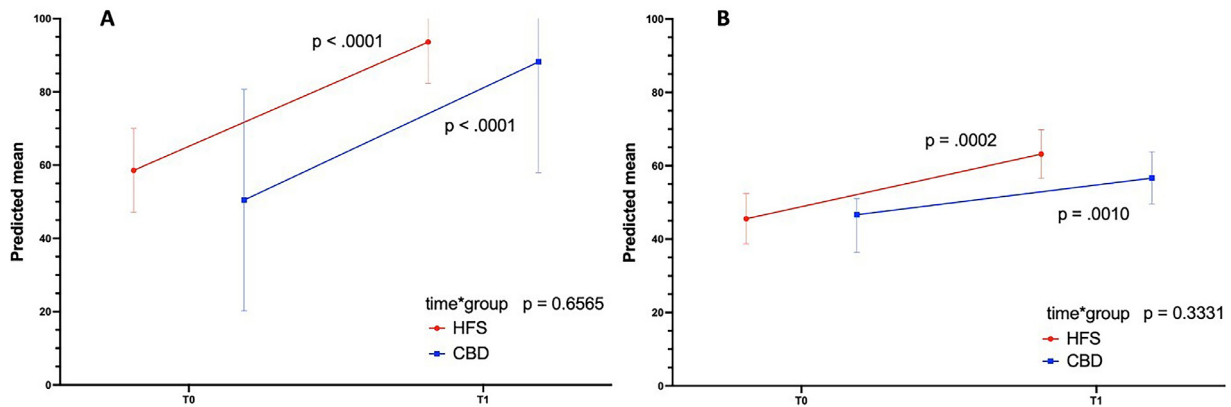 A
100
80
60
40
20
0
Predicted mean
p < .0001
p < .0001
time*group p = 0.6565
HFS
CBD
T0
T1
B
100
80
60
40
20
0
Predicted mean
p = .0002
p = .0010
time*group p = 0.3331
HFS
CBD
T0
T1